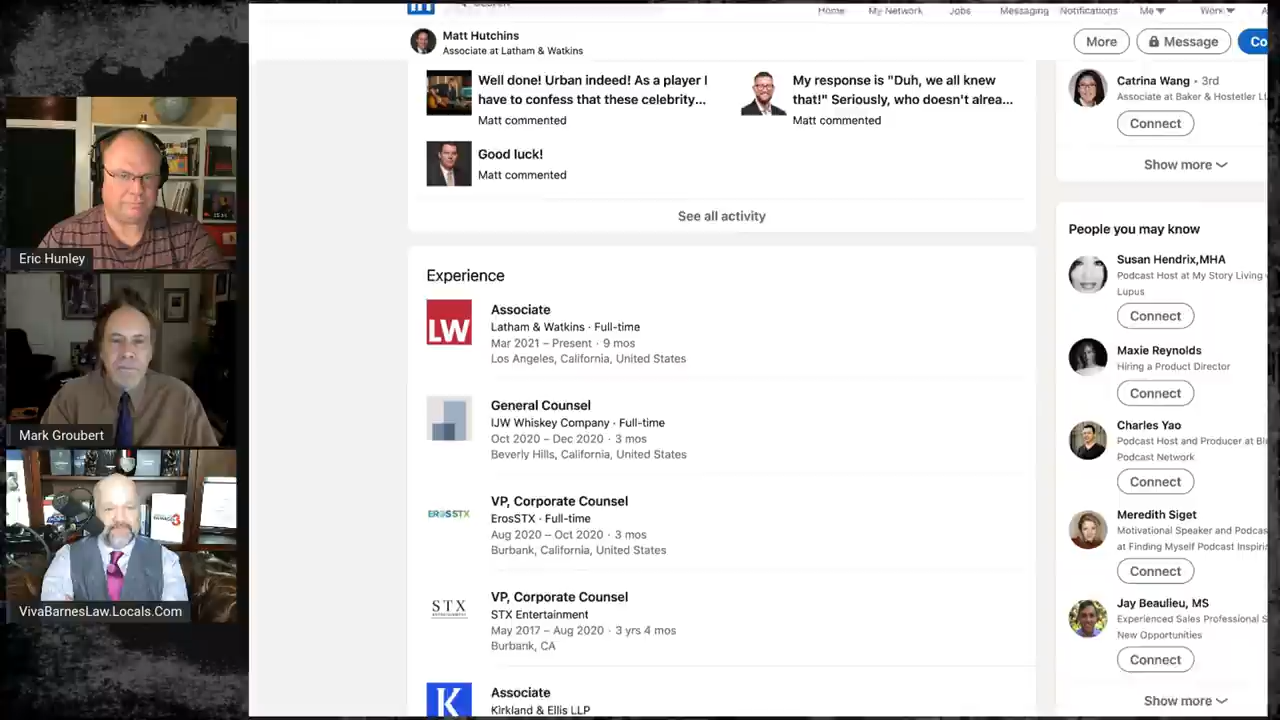 Home
My Network
Jobs
Messaging
Notifications
Me
Work
Matt Hutchins
Associate at Latham & Watkins
More
Message
Co
Well done! Urban indeed! As a player I
have to confess that these celebrity...
Matt commented
My response is "Duh, we all knew
that!" Seriously, who doesn't alrea...
Matt commented
Good luck!
Matt commented
See all activity
Experience
LW
Associate
Latham & Watkins · Full-time
Mar 2021 – Present · 9 mos
Los Angeles, California, United States
General Counsel
IJW Whiskey Company · Full-time
Oct 2020 – Dec 2020 · 3 mos
Beverly Hills, California, United States
EROSSTX
VP, Corporate Counsel
ErosSTX · Full-time
Aug 2020 – Oct 2020 · 3 mos
Burbank, California, United States
STX
VP, Corporate Counsel
STX Entertainment
May 2017 – Aug 2020 · 3 yrs 4 mos
Burbank, CA
K
Associate
Kirkland & Ellis LLP
Catrina Wang · 3rd
Associate at Baker & Hostetler LL
Connect
Show more
People you may know
Susan Hendrix,MHA
Podcast Host at My Story Living
Lupus
Connect
Maxie Reynolds
Hiring a Product Director
Connect
Charles Yao
Podcast Host and Producer at Bl
Podcast Network
Connect
Meredith Siget
Motivational Speaker and Podcas
at Finding Myself Podcast Inspiri
Connect
Jay Beaulieu, MS
Experienced Sales Professional S
New Opportunities
Connect
Show more
Eric Hunley
Mark Groubert
VivaBarnesLaw.Locals.Com